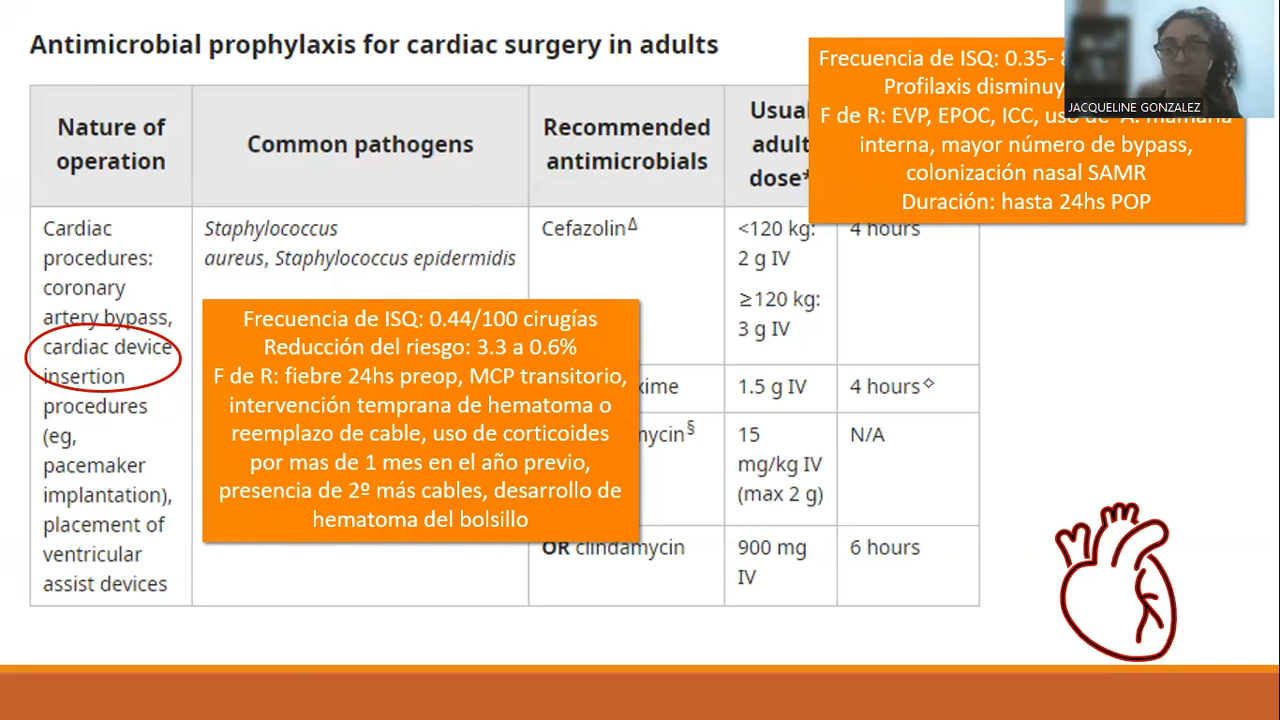 Antimicrobial prophylaxis for cardiac surgery in adults
Nature of
operation
Common pathogens
Recommended
antimicrobials
Usual
adult
dose*
Frecuencia de ISQ: 0.35-
Profilaxis
F de R: EVP, EPOC, ICC, uso de A. mamaria
interna, mayor número de bypass,
colonización nasal SAMR
Duración: hasta 24hs POP
JACQUELINE GONZALEZ
Cardiac
procedures:
coronary
artery bypass,
cardiac device
insertion
procedures
(eg,
pacemaker
implantation),
placement of
ventricular
assist devices
Staphylococcus
aureus, Staphylococcus epidermidis
Frecuencia de ISQ: 0.44/100 cirugías
Reducción del riesgo: 3.3 a 0.6%
F de R: fiebre 24hs preop, MCP transitorio,
intervención temprana de hematoma o
reemplazo de cable, uso de corticoides
por mas de 1 mes en el año previo,
presencia de 2º más cables, desarrollo de
hematoma del bolsillo
CefazolinΔ
<120 kg:
2 g IV
≥120 kg:
3 g IV
4 hours
1.5 g IV
4 hours◇
15
mg/kg IV
(max 2 g)
N/A
OR clindamycin
900 mg
IV
6 hours